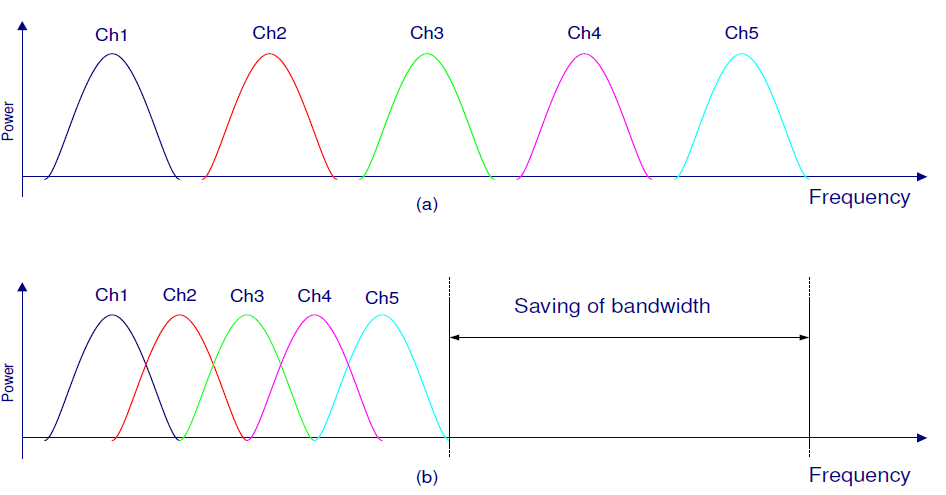 Ch1 Ch2 Ch3 Ch4 Ch5
Power
Frequency
(a)
Ch1 Ch2 Ch3 Ch4 Ch5
Saving of bandwidth
Power
Frequency
(b)